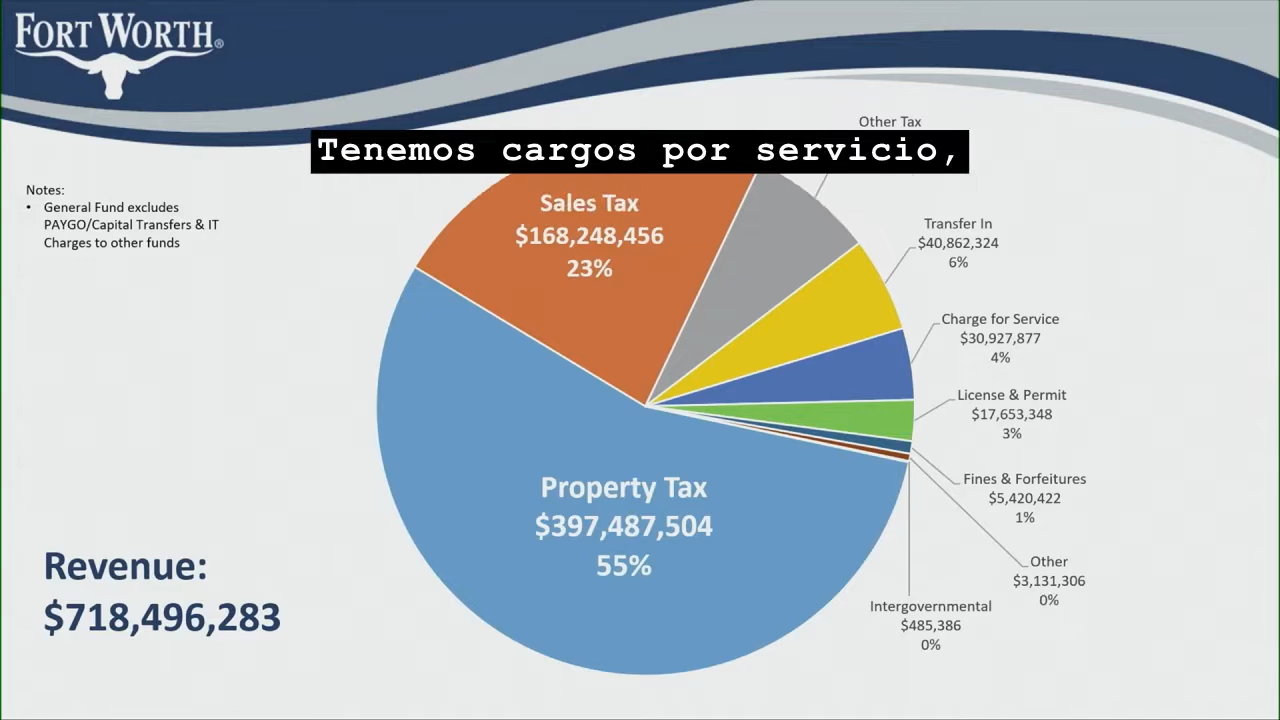 FORT WORTH®
Other Tax
Tenemos cargos por servicio,
Notes:
• General Fund excludes
PAYGO/Capital Transfers & IT
Charges to other funds
Sales Tax
$168,248,456
23%
Transfer In
$40,862,324
6%
Charge for Service
$30,927,877
4%
License & Permit
$17,653,348
3%
Fines & Forfeitures
$5,420,422
1%
Other
$3,131,306
0%
Intergovernmental
$485,386
0%
Property Tax
$397,487,504
55%
Revenue:
$718,496,283